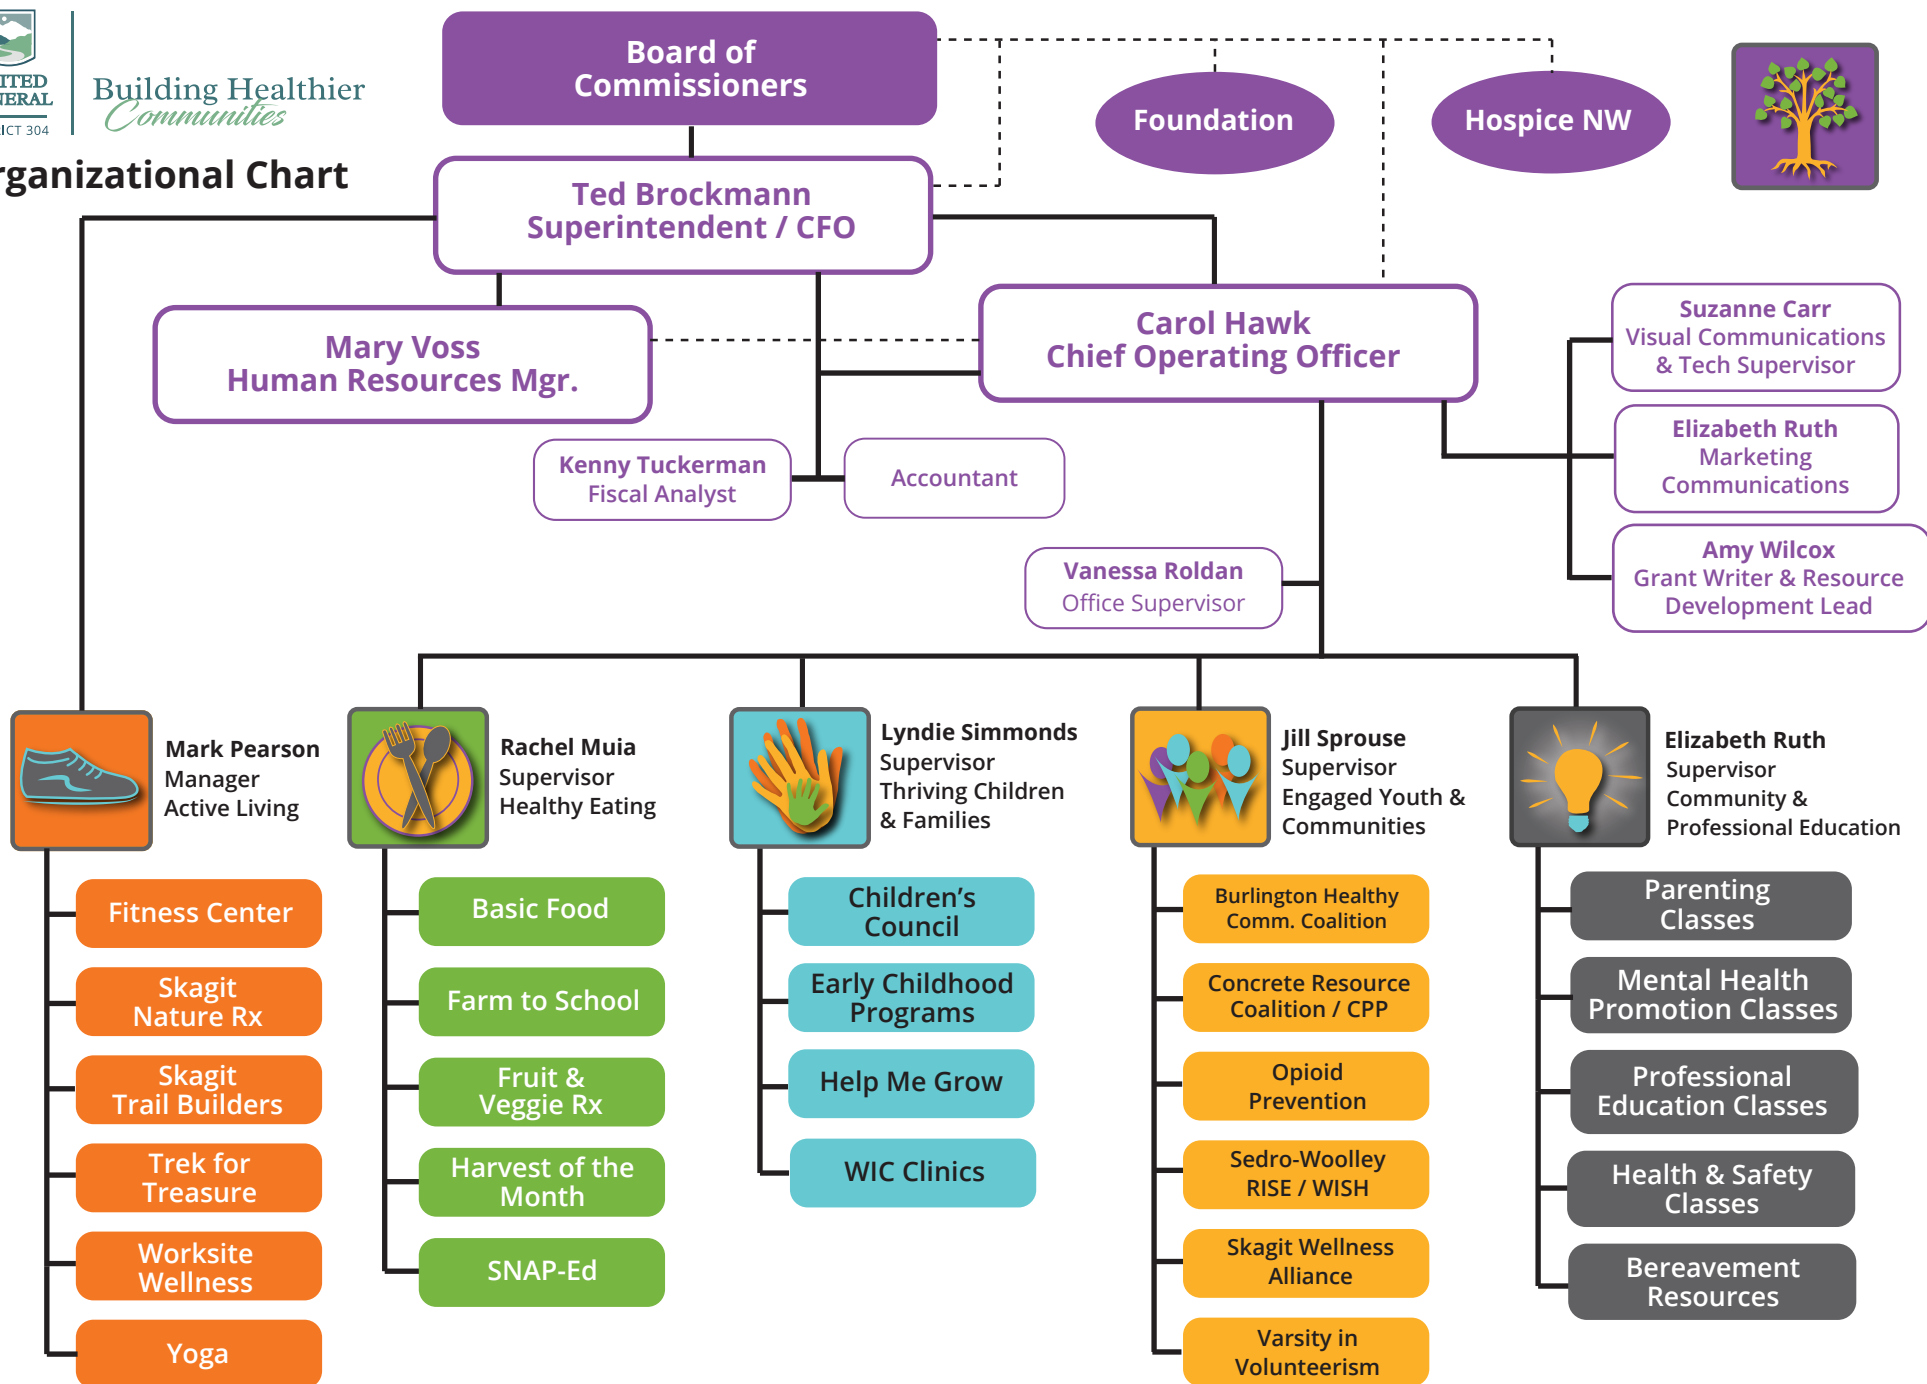 Building Healthier
Communities
Organizational Chart
Board of
Commissioners
Foundation
Hospice NW
Ted Brockmann
Superintendent / CFO
Mary Voss
Human Resources Mgr.
Carol Hawk
Chief Operating Officer
Suzanne Carr
Visual Communications
& Tech Supervisor
Elizabeth Ruth
Marketing
Communications
Amy Wilcox
Grant Writer & Resource
Development Lead
Kenny Tuckerman
Fiscal Analyst
Accountant
Vanessa Roldan
Office Supervisor
Mark Pearson
Manager
Active Living
Fitness Center
Skagit
Nature Rx
Skagit
Trail Builders
Trek for
Treasure
Worksite
Wellness
Yoga
Rachel Muia
Supervisor
Healthy Eating
Basic Food
Farm to School
Fruit &
Veggie Rx
Harvest of the
Month
SNAP-Ed
Lyndie Simmonds
Supervisor
Thriving Children
& Families
Children's
Council
Early Childhood
Programs
Help Me Grow
WIC Clinics
Jill Sprouse
Supervisor
Engaged Youth &
Communities
Burlington Healthy
Comm. Coalition
Concrete Resource
Coalition / CPP
Opioid
Prevention
Sedro-Woolley
RISE / WISH
Skagit Wellness
Alliance
Varsity in
Volunteerism
Elizabeth Ruth
Supervisor
Community &
Professional Education
Parenting
Classes
Mental Health
Promotion Classes
Professional
Education Classes
Health & Safety
Classes
Bereavement
Resources